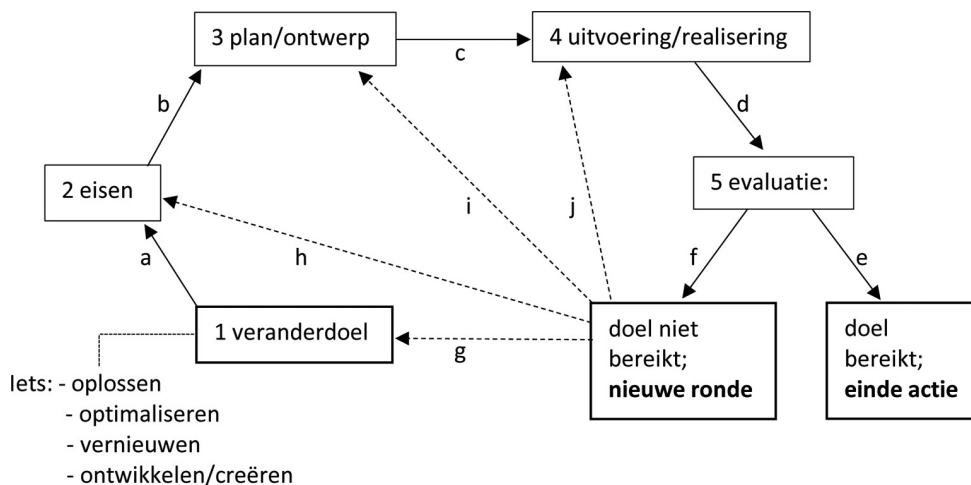 3 plan/ontwerp
c
4 uitvoering/realisering
b
d
2 eisen
5 evaluatie:
i
j
a
h
f
e
1 veranderdoel
g
doel niet
bereikt;
nieuwe ronde
doel
bereikt;
einde actie
Iets: - oplossen
- optimaliseren
- vernieuwen
- ontwikkelen/creëren